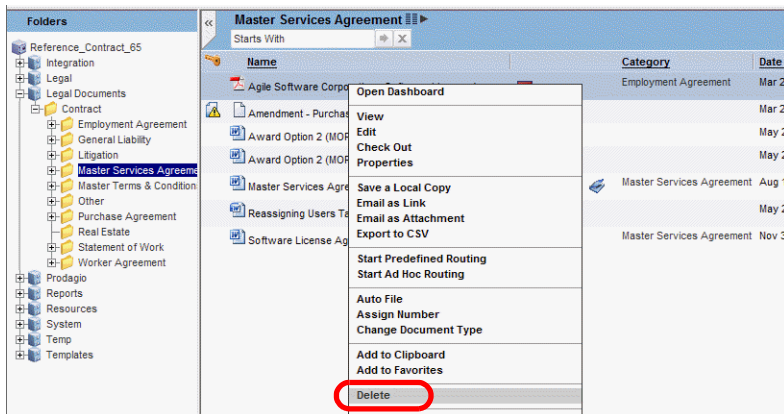 Folders
Reference_Contract_65
Integration
Legal
Legal Documents
Contract
Employment Agreement
General Liability
Litigation
Master Services Agreeme
Master Terms & Condition
Other
Purchase Agreement
Real Estate
Statement of Work
Worker Agreement
Prodagio
Reports
Resources
System
Temp
Templates
Master Services Agreement
Starts With
Name Category Date
Agile Software Corpo Employment Agreement Mar 2
Amendment - Purchas Mar 2
Award Option 2 (MOR May 2
Award Option 2 (MOR May 2
Master Services Agre Master Services Agreement Aug 1
Reassigning Users Ta May 2
Software License Ag Master Services Agreement Nov 3
Open Dashboard
View
Edit
Check Out
Properties
Save a Local Copy
Email as Link
Email as Attachment
Export to CSV
Start Predefined Routing
Start Ad Hoc Routing
Auto File
Assign Number
Change Document Type
Add to Clipboard
Add to Favorites
Delete